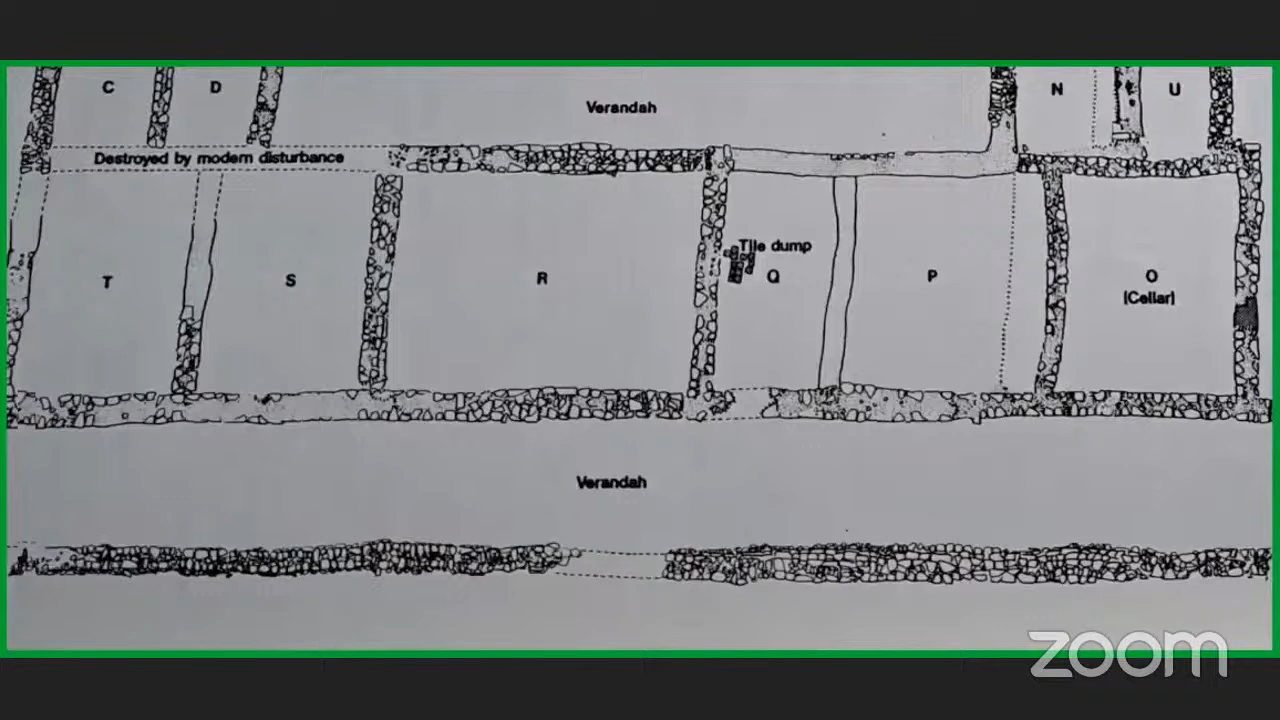 C
D
N
U
Verandah
Destroyed by modern disturbance
Tile dump
T
S
R
Q
P
O
(Cellar)
Verandah
zoom